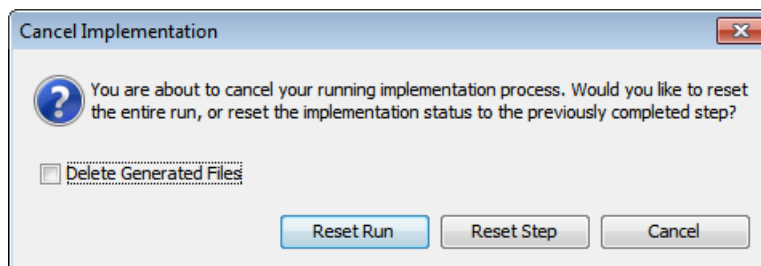 Cancel Implementation
You are about to cancel your running implementation process. Would you like to reset
the entire run, or reset the implementation status to the previously completed step?
Delete Generated Files
Reset Run Reset Step Cancel